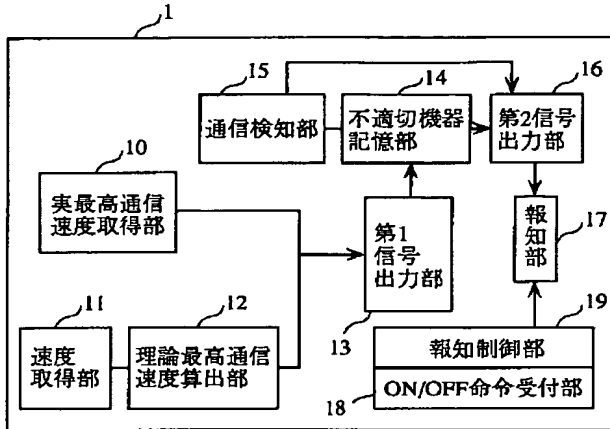 1
15
通信検知部
14
不適切機器
記憶部
16
第2信号
出力部
10
実最高通信
速度取得部
第1
信号
出力部
13
報
知
部
17
11
速度
取得部
12
理論最高通信
速度算出部
19
報知制御部
18
ON/OFF命令受付部